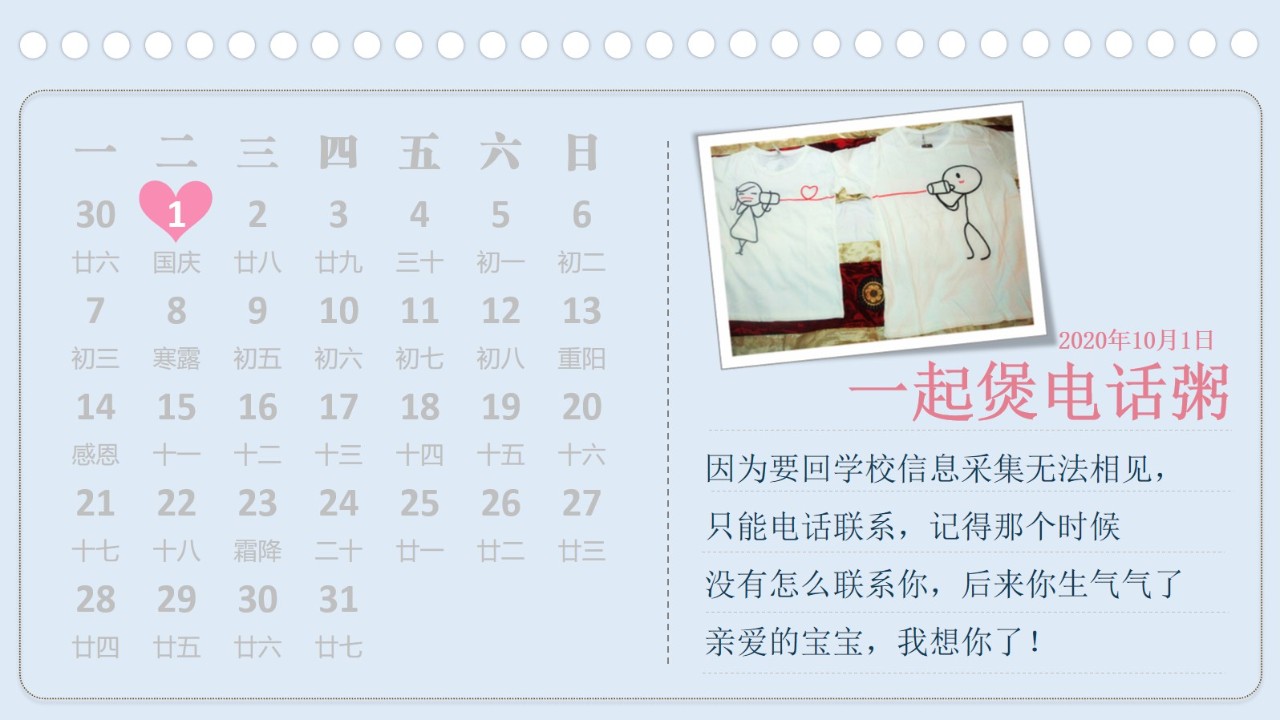 一 二 三 四 五 六 日
30 1 2 3 4 5 6
廿六 国庆 廿八 廿九 三十 初一 初二
7 8 9 10 11 12 13
初三 寒露 初五 初六 初七 初八 重阳
14 15 16 17 18 19 20
感恩 十一 十二 十三 十四 十五 十六
21 22 23 24 25 26 27
十七 十八 霜降 二十 廿一 廿二 廿三
28 29 30 31
廿四 廿五 廿六 廿七
2020年10月1日
一起煲电话粥
因为要回学校信息采集无法相见，
只能电话联系，记得那个时候
没有怎么联系你，后来你生气气了
亲爱的宝宝，我想你了！